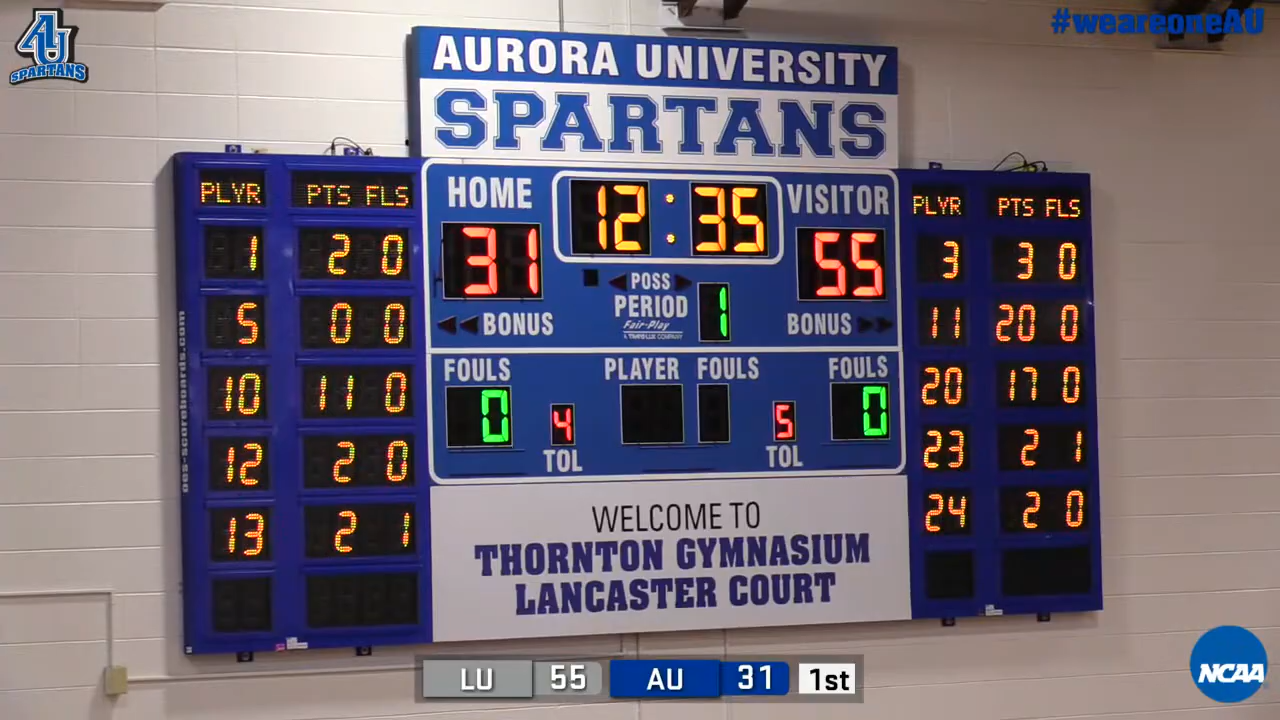 AU
SPARTANS
#weareoneAU
AURORA UNIVERSITY
SPARTANS
PLYR PTS FLS
1 2 0
5 0 0
10 11 0
12 2 0
13 2 1
HOME 12:35 VISITOR
31 55
POSS
PERIOD 1
Fair-Play
BONUS BONUS
FOULS PLAYER FOULS FOULS
0 4 5 0
TOL TOL
PLYR PTS FLS
3 3 0
11 20 0
20 17 0
23 2 1
24 2 0
WELCOME TO
THORNTON GYMNASIUM
LANCASTER COURT
oes-scoreboards.com
LU 55 AU 31 1st
NCAA